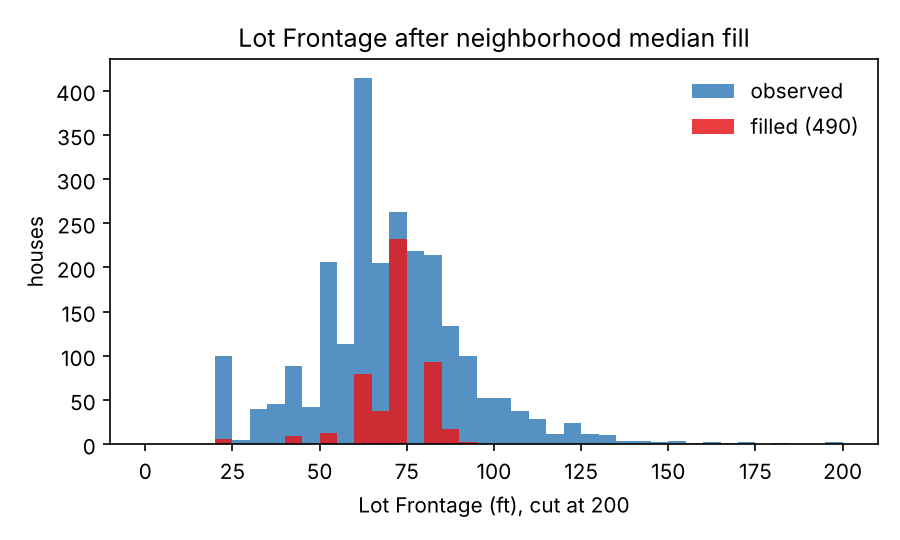 Lot Frontage after neighborhood median fill
observed
filled (490)
400
350
300
250
200
150
100
50
0
houses
0 25 50 75 100 125 150 175 200
Lot Frontage (ft), cut at 200